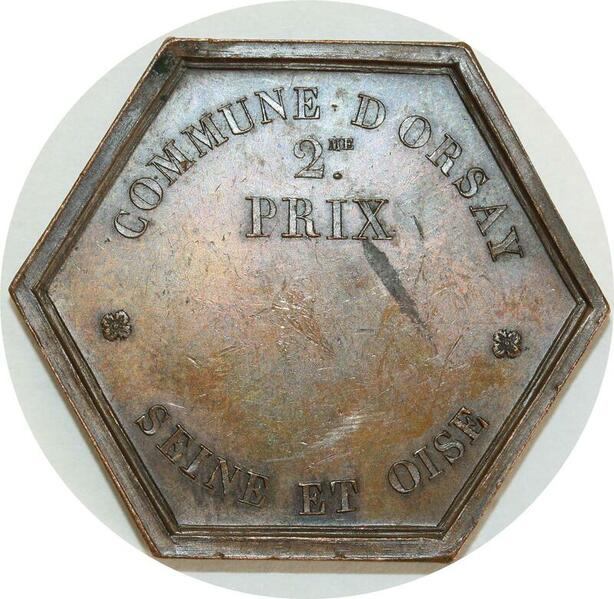 COMMUNE D'ORSAY
2.ME
PRIX
SEINE ET OISE